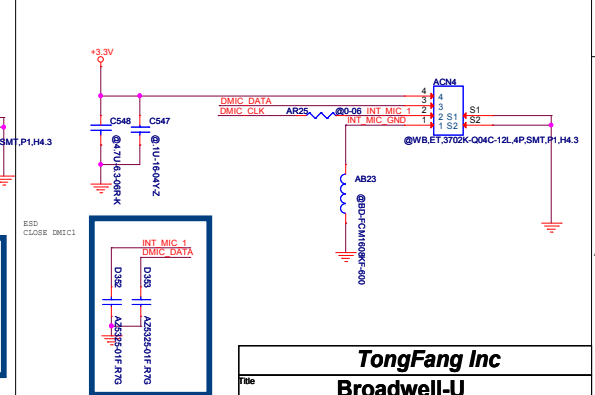 +3.3V
ACN4
4
3
2
1
4
3
2 S1
1 S2
S1
S2
DMIC_DATA
DMIC_CLK
AR25
@0-06
INT_MIC_1
INT_MIC_GND
@WB,ET,3702K-Q04C-12L,4P,SMT,P1,H4.3
SMT,P1,H4.3
C548
@4.7U-6.3-06R-K
C547
@.1U-16-04Y-Z
AB23
@BD-FCM1608KF-600
ESD
CLOSE DMIC1
INT_MIC_1
DMIC_DATA
D352
AZ5325-01F.R7G
D353
AZ5325-01F.R7G
TongFang Inc
Title
Broadwell-U